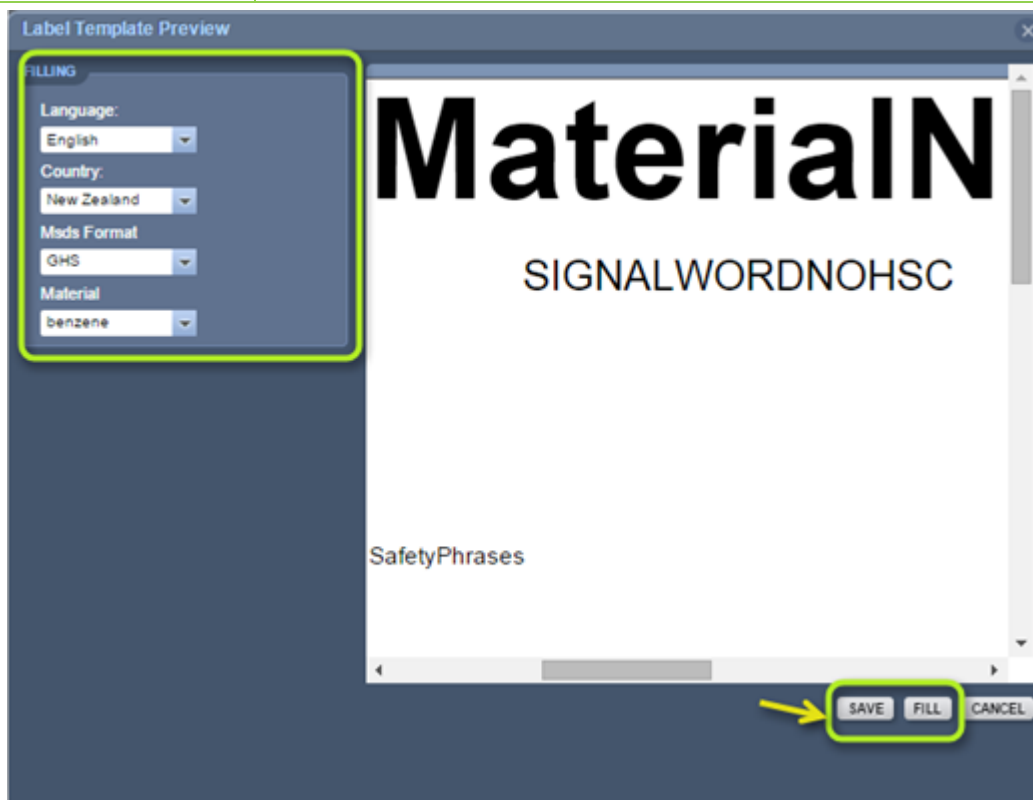 Label Template Preview
FILLING
Language:
English
Country:
New Zealand
Msds Format
GHS
Material
benzene
MaterialN
SIGNALWORDNOHSC
SafetyPhrases
SAVE FILL CANCEL